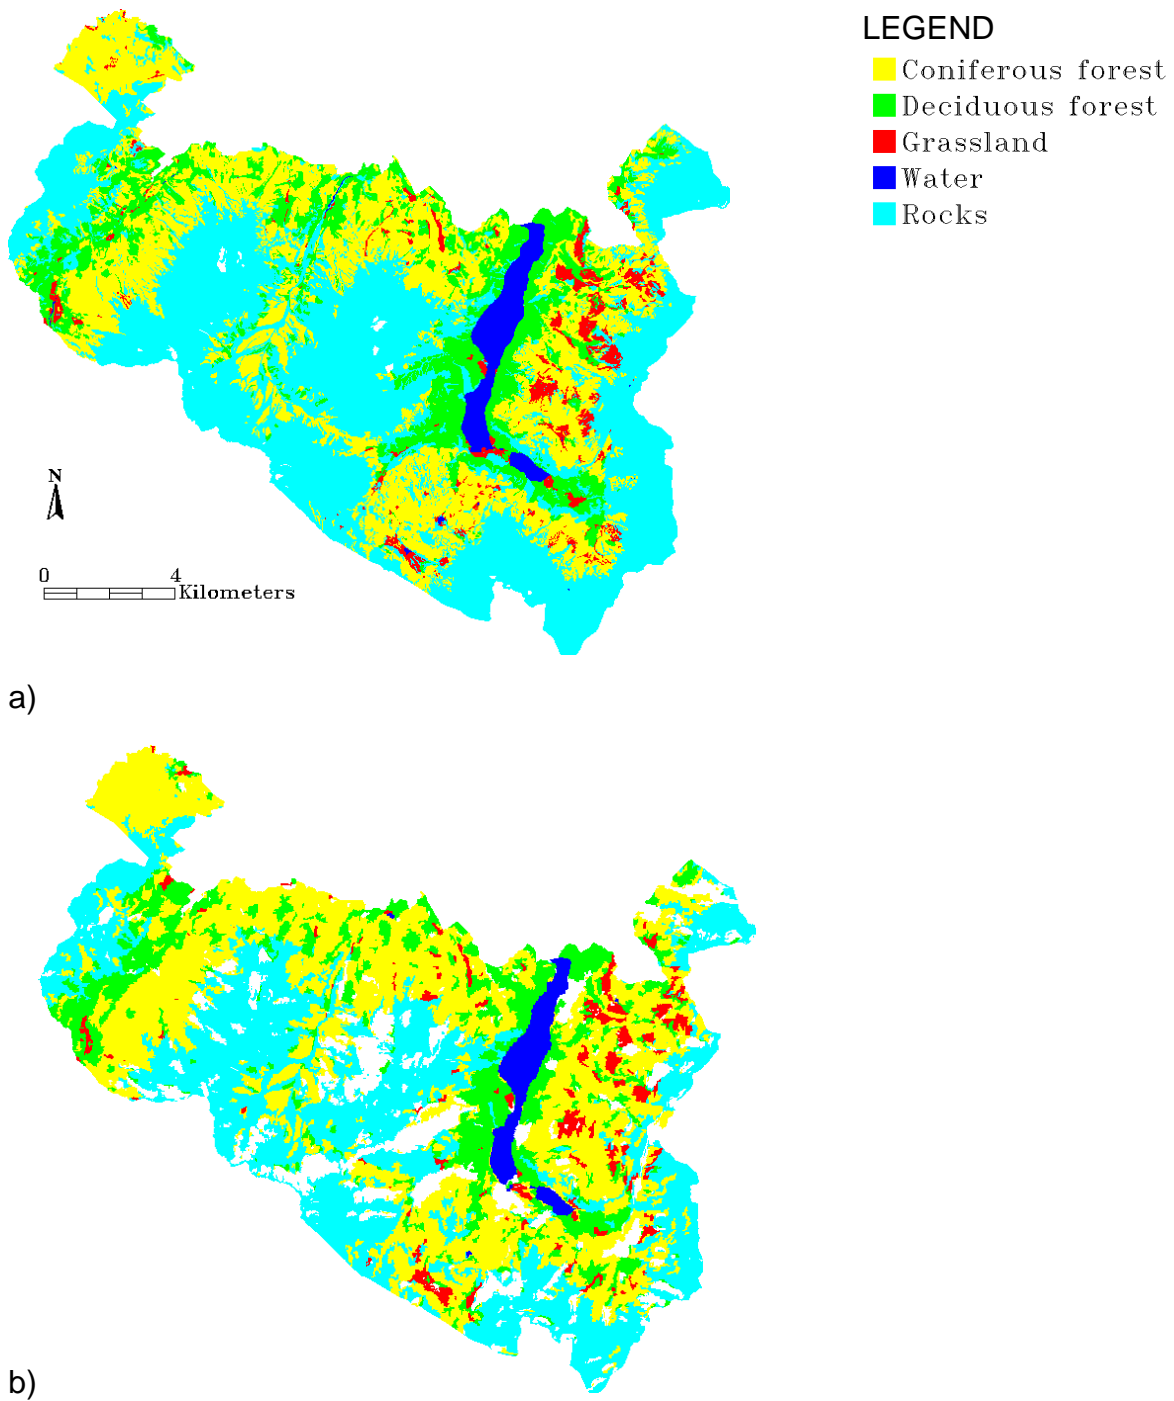 LEGEND
Coniferous forest
Deciduous forest
Grassland
Water
Rocks
N
0 4
Kilometers
a)
b)